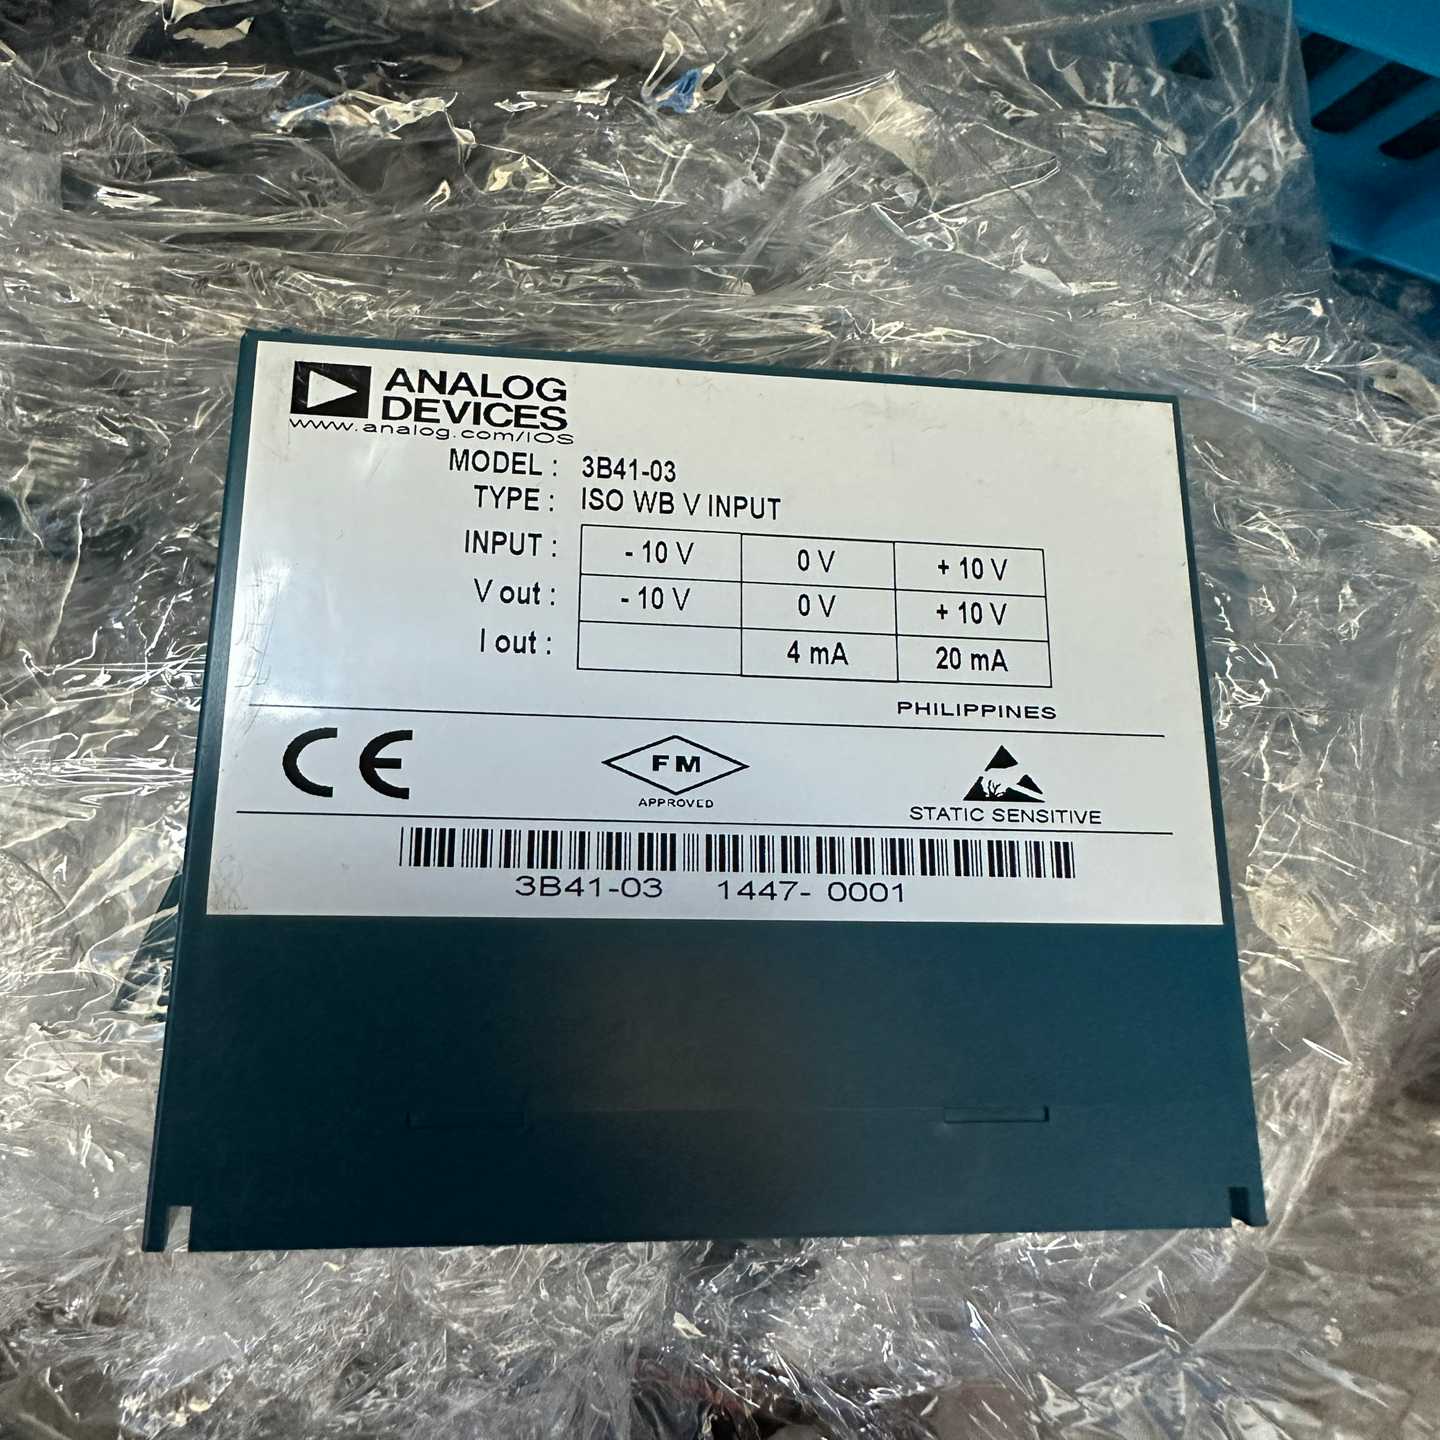 ANALOG
DEVICES
www.analog.com/IOS
MODEL : 3B41-03
TYPE : ISO WB V INPUT
INPUT : - 10 V 0 V + 10 V
V out : - 10 V 0 V + 10 V
I out : 4 mA 20 mA
PHILIPPINES
CE
FM
APPROVED
STATIC SENSITIVE
3B41-03 1447- 0001